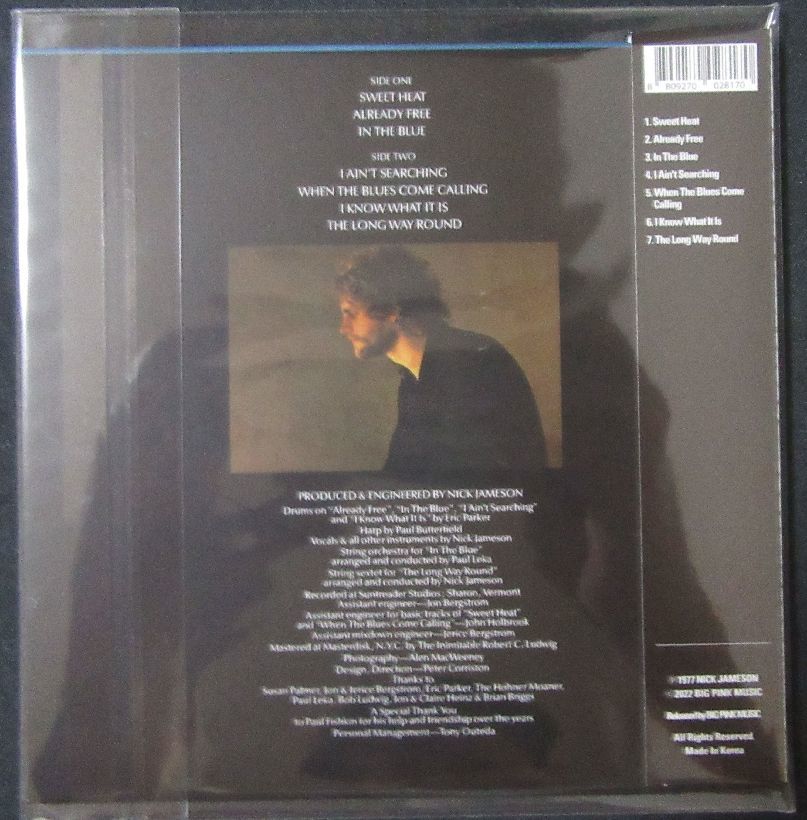 SIDE ONE
SWEET HEAT
ALREADY FREE
IN THE BLUE
SIDE TWO
I AIN'T SEARCHING
WHEN THE BLUES COME CALLING
I KNOW WHAT IT IS
THE LONG WAY ROUND
PRODUCED & ENGINEERED BY NICK JAMESON
Drums on "Already Free", "In The Blue", "I Ain't Searching"
and "I Know What It Is" by Eric Parker
Harp by Paul Butterfield
Vocals & all other instruments by Nick Jameson
String orchestra for "In The Blue"
arranged and conducted by Paul Leka
String sextet for "The Long Way Round"
arranged and conducted by Nick Jameson
Recorded at Suntreader Studios: Sharon, Vermont
Assistant engineer—Jon Bergstrom
Assistant engineer for basic tracks of "Sweet Heat"
and "When The Blues Come Calling"—John Holbrook
Assistant mixdown engineer—Jerice Bergstrom
Mastered at Masterdisk, N.Y.C. by The Inimitable Robert C. Ludwig
Photography—Alen MacWeeney
Design, Direction—Peter Corriston
Thanks to
Susan Palmer, Jon & Jerice Bergstrom, Eric Parker, The Hohner Moaner,
Paul Leka, Bob Ludwig, Jon & Claire Heinz & Brian Briggs
A Special Thank You
to Paul Fishkin for his help and friendship over the years
Personal Management—Tony Outeda
8 809270 028170
1. Sweet Heat
2. Already Free
3. In The Blue
4. I Ain't Searching
5. When The Blues Come
Calling
6. I Know What It Is
7. The Long Way Round
℗ 1977 NICK JAMESON
© 2022 BIG PINK MUSIC
Released by BIG PINK MUSIC
All Rights Reserved
Made In Korea